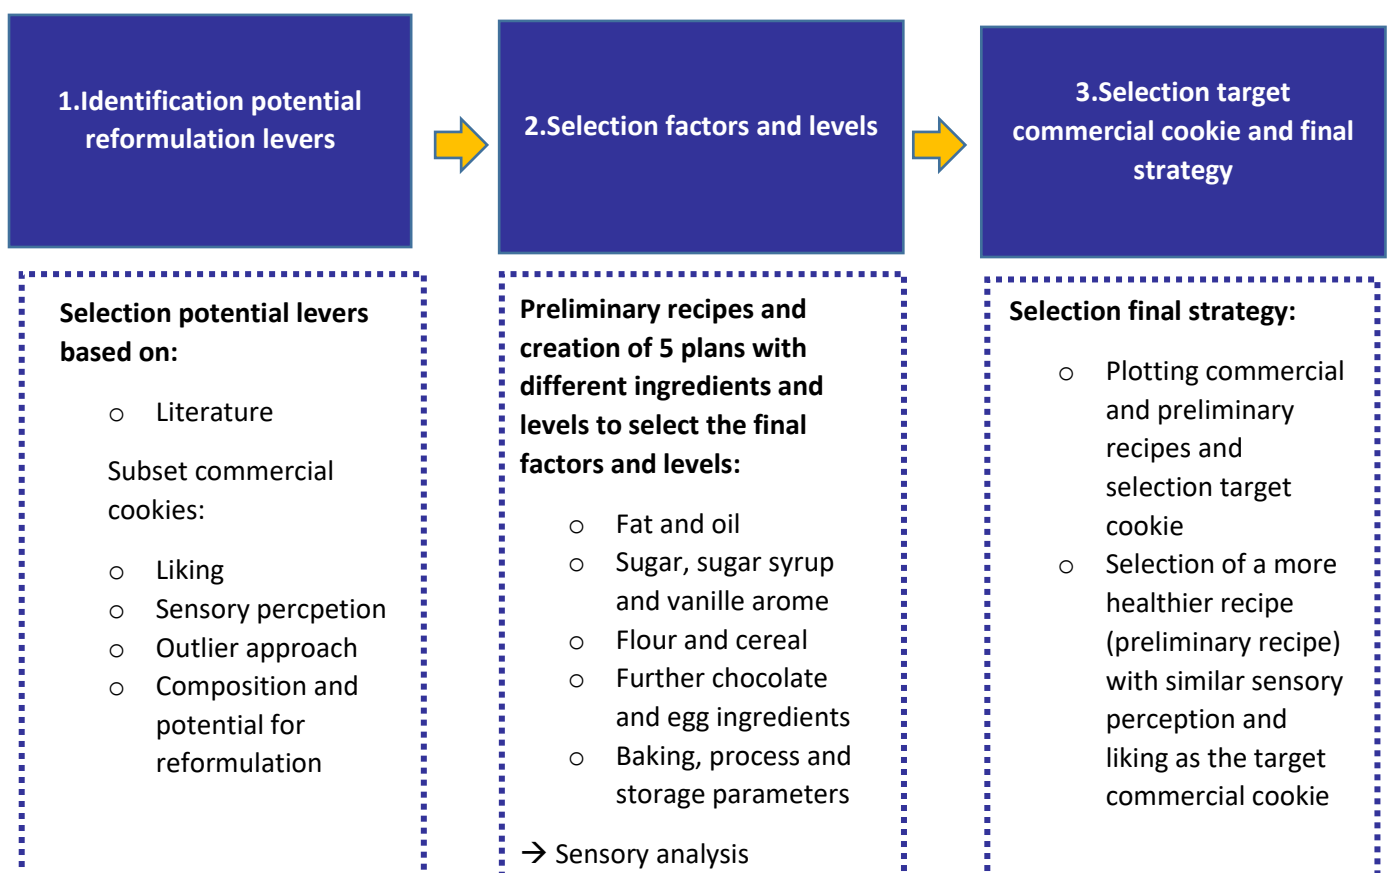 1.Identification potential
reformulation levers
2.Selection factors and levels
3.Selection target
commercial cookie and final
strategy
Selection potential levers
based on:
o Literature
Subset commercial
cookies:
o Liking
o Sensory percpetion
o Outlier approach
o Composition and
potential for
reformulation
Preliminary recipes and
creation of 5 plans with
different ingredients and
levels to select the final
factors and levels:
o Fat and oil
o Sugar, sugar syrup
and vanille arome
o Flour and cereal
o Further chocolate
and egg ingredients
o Baking, process and
storage parameters
→ Sensory analysis
Selection final strategy:
o Plotting commercial
and preliminary
recipes and
selection target
cookie
o Selection of a more
healthier recipe
(preliminary recipe)
with similar sensory
perception and
liking as the target
commercial cookie